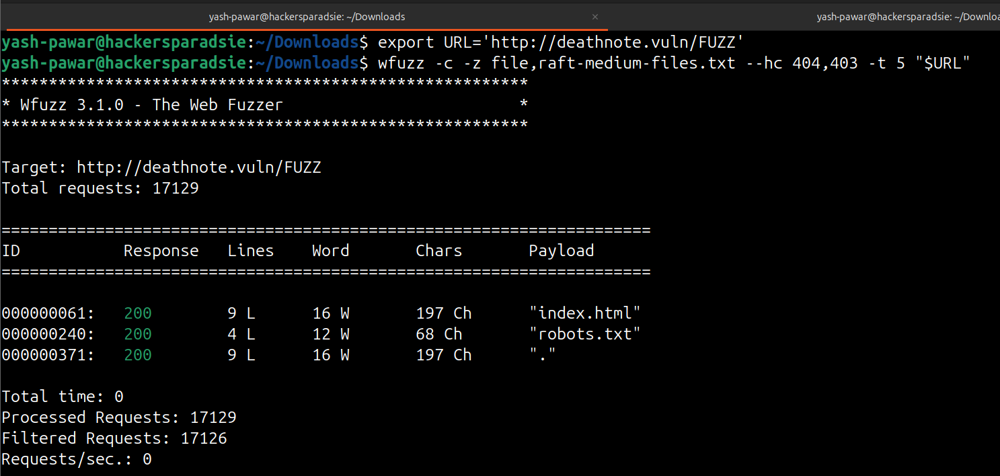 yash-pawar@hackersparadsie: ~/Downloads × yash-pawar@hackersparadsie: ~/Downloa
yash-pawar@hackersparadsie:~/Downloads$ export URL='http://deathnote.vuln/FUZZ'
yash-pawar@hackersparadsie:~/Downloads$ wfuzz -c -z file,raft-medium-files.txt --hc 404,403 -t 5 "$URL"
********************************************************
* Wfuzz 3.1.0 - The Web Fuzzer                         *
********************************************************
Target: http://deathnote.vuln/FUZZ
Total requests: 17129
=====================================================================
ID           Response   Lines    Word       Chars       Payload
=====================================================================
000000061:   200        9 L      16 W       197 Ch      "index.html"
000000240:   200        4 L      12 W       68 Ch       "robots.txt"
000000371:   200        9 L      16 W       197 Ch      "."
Total time: 0
Processed Requests: 17129
Filtered Requests: 17126
Requests/sec.: 0